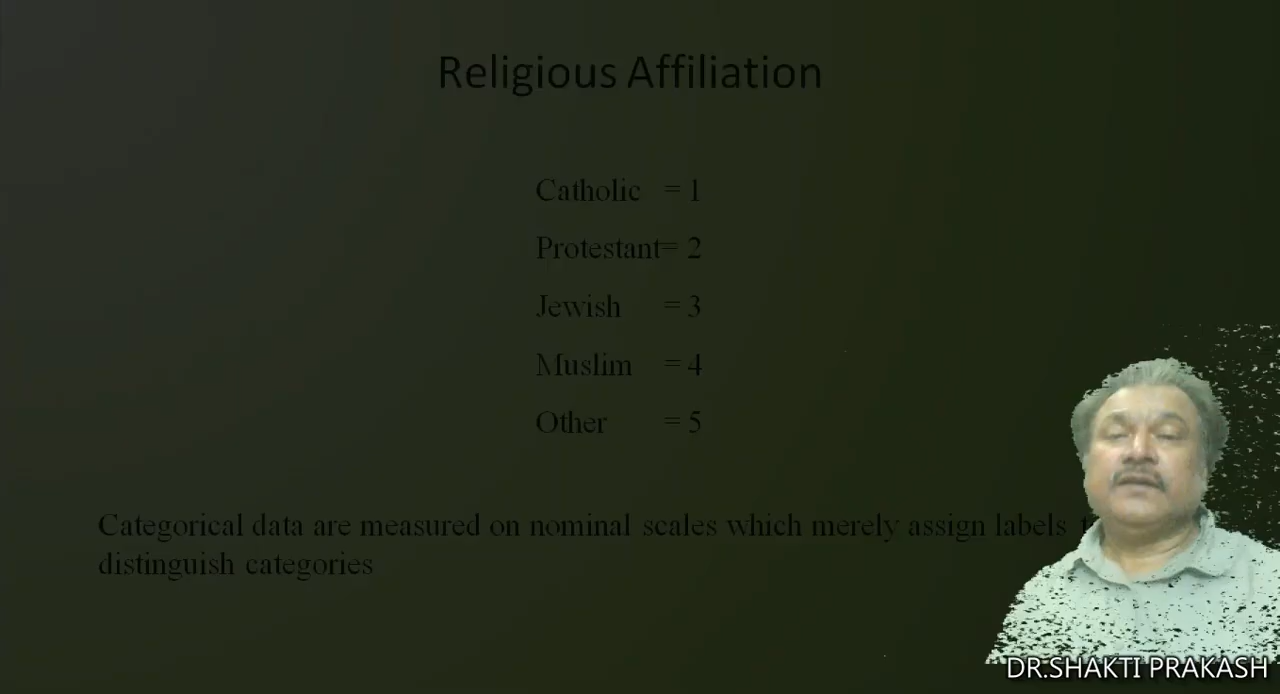 Religious Affiliation
Catholic = 1
Protestant= 2
Jewish = 3
Muslim = 4
Other = 5
Categorical data are measured on nominal scales which merely assign labels
distinguish categories
DR.SHAKTI PRAKASH